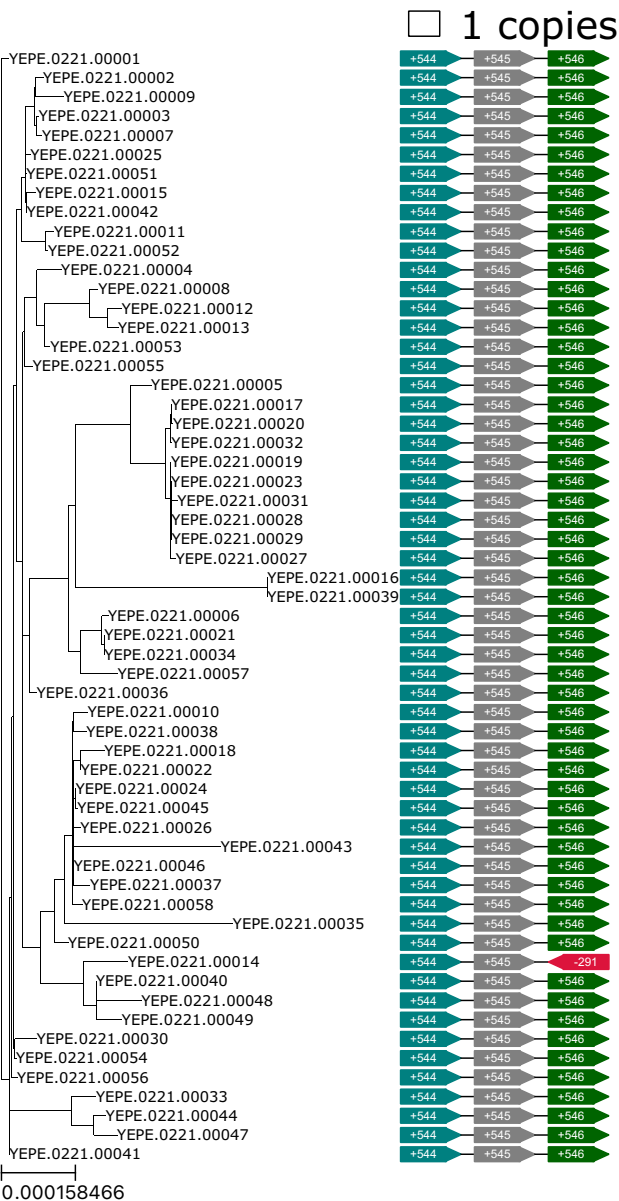 1 copies
YEPE.0221.00001 +544 +545 +546
YEPE.0221.00002 +544 +545 +546
YEPE.0221.00009 +544 +545 +546
YEPE.0221.00003 +544 +545 +546
YEPE.0221.00007 +544 +545 +546
YEPE.0221.00025 +544 +545 +546
YEPE.0221.00051 +544 +545 +546
YEPE.0221.00015 +544 +545 +546
YEPE.0221.00042 +544 +545 +546
YEPE.0221.00011 +544 +545 +546
YEPE.0221.00052 +544 +545 +546
YEPE.0221.00004 +544 +545 +546
YEPE.0221.00008 +544 +545 +546
YEPE.0221.00012 +544 +545 +546
YEPE.0221.00013 +544 +545 +546
YEPE.0221.00053 +544 +545 +546
YEPE.0221.00055 +544 +545 +546
YEPE.0221.00005 +544 +545 +546
YEPE.0221.00017 +544 +545 +546
YEPE.0221.00020 +544 +545 +546
YEPE.0221.00032 +544 +545 +546
YEPE.0221.00019 +544 +545 +546
YEPE.0221.00023 +544 +545 +546
YEPE.0221.00031 +544 +545 +546
YEPE.0221.00028 +544 +545 +546
YEPE.0221.00029 +544 +545 +546
YEPE.0221.00027 +544 +545 +546
YEPE.0221.00016 +544 +545 +546
YEPE.0221.00039 +544 +545 +546
YEPE.0221.00006 +544 +545 +546
YEPE.0221.00021 +544 +545 +546
YEPE.0221.00034 +544 +545 +546
YEPE.0221.00057 +544 +545 +546
YEPE.0221.00036 +544 +545 +546
YEPE.0221.00010 +544 +545 +546
YEPE.0221.00038 +544 +545 +546
YEPE.0221.00018 +544 +545 +546
YEPE.0221.00022 +544 +545 +546
YEPE.0221.00024 +544 +545 +546
YEPE.0221.00045 +544 +545 +546
YEPE.0221.00026 +544 +545 +546
YEPE.0221.00043 +544 +545 +546
YEPE.0221.00046 +544 +545 +546
YEPE.0221.00037 +544 +545 +546
YEPE.0221.00058 +544 +545 +546
YEPE.0221.00035 +544 +545 +546
YEPE.0221.00050 +544 +545 +546
YEPE.0221.00014 +544 +545 -291
YEPE.0221.00040 +544 +545 +546
YEPE.0221.00048 +544 +545 +546
YEPE.0221.00049 +544 +545 +546
YEPE.0221.00030 +544 +545 +546
YEPE.0221.00054 +544 +545 +546
YEPE.0221.00056 +544 +545 +546
YEPE.0221.00033 +544 +545 +546
YEPE.0221.00044 +544 +545 +546
YEPE.0221.00047 +544 +545 +546
YEPE.0221.00041 +544 +545 +546
0.000158466